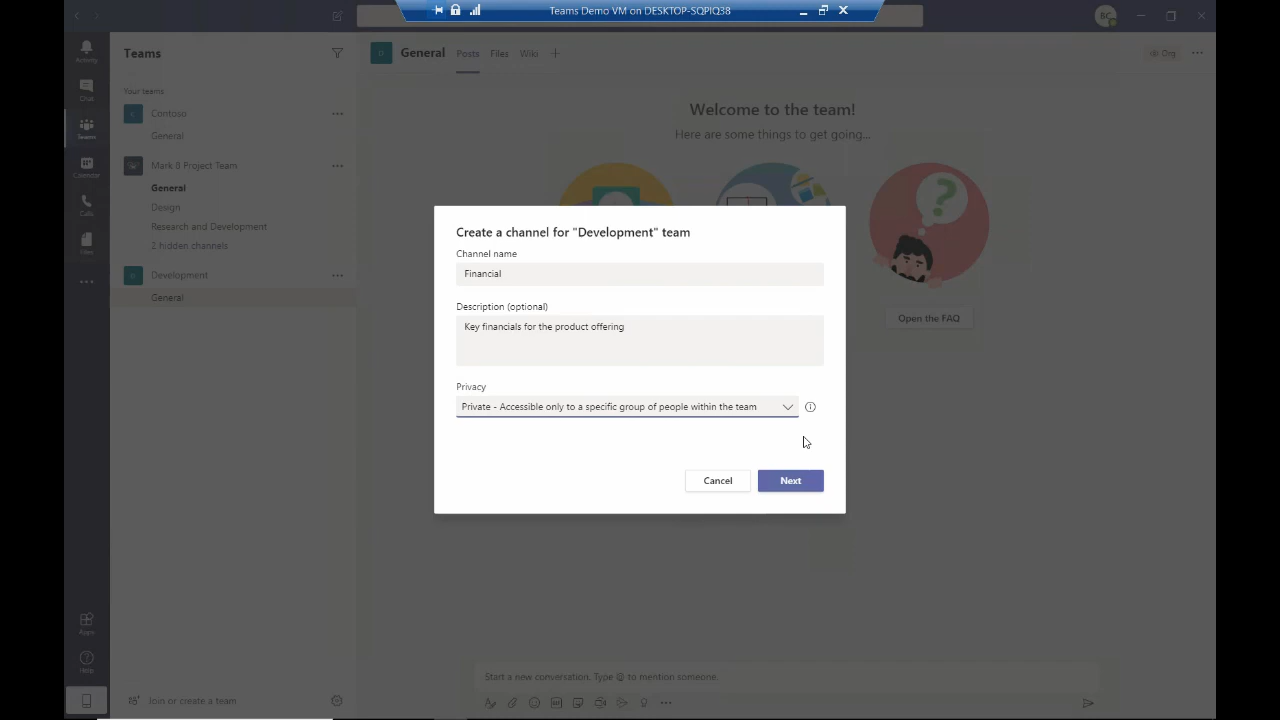 Teams Demo VM on DESKTOP-SQPIQ38
BG
Activity
Chat
Teams
Calendar
Calls
Files
Apps
Help
Teams
Your teams
C Contoso
General
Mark 8 Project Team
General
Design
Research and Development
2 hidden channels
D Development
General
Join or create a team
D General Posts Files Wiki
Org
Welcome to the team!
Here are some things to get going...
Open the FAQ
Create a channel for "Development" team
Channel name
Financial
Description (optional)
Key financials for the product offering
Privacy
Private - Accessible only to a specific group of people within the team
Cancel Next
Start a new conversation. Type @ to mention someone.